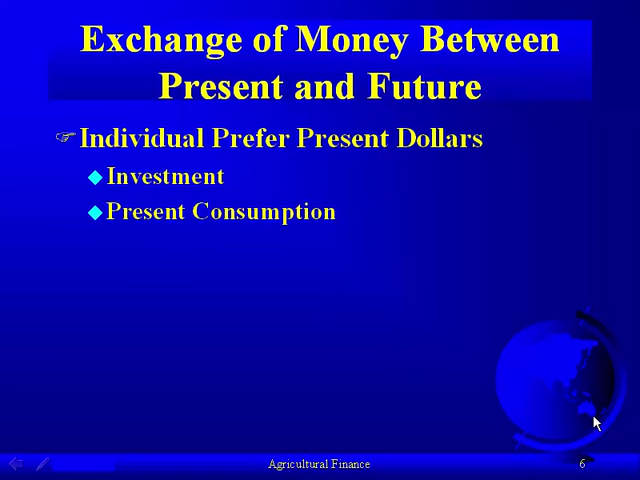 Exchange of Money Between
Present and Future
Individual Prefer Present Dollars
Investment
Present Consumption
Agricultural Finance
6